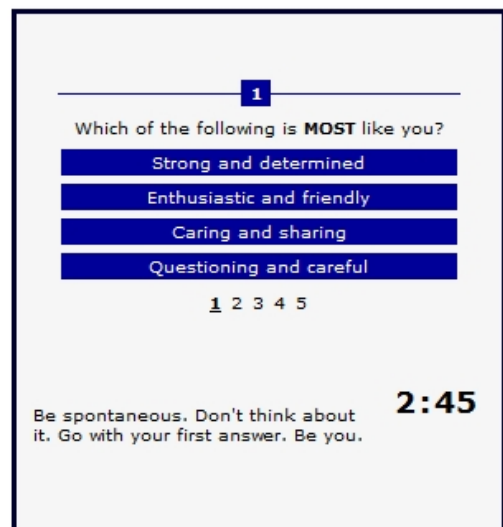 1
Which of the following is MOST like you?
Strong and determined
Enthusiastic and friendly
Caring and sharing
Questioning and careful
1 2 3 4 5
2:45
Be spontaneous. Don't think about
it. Go with your first answer. Be you.